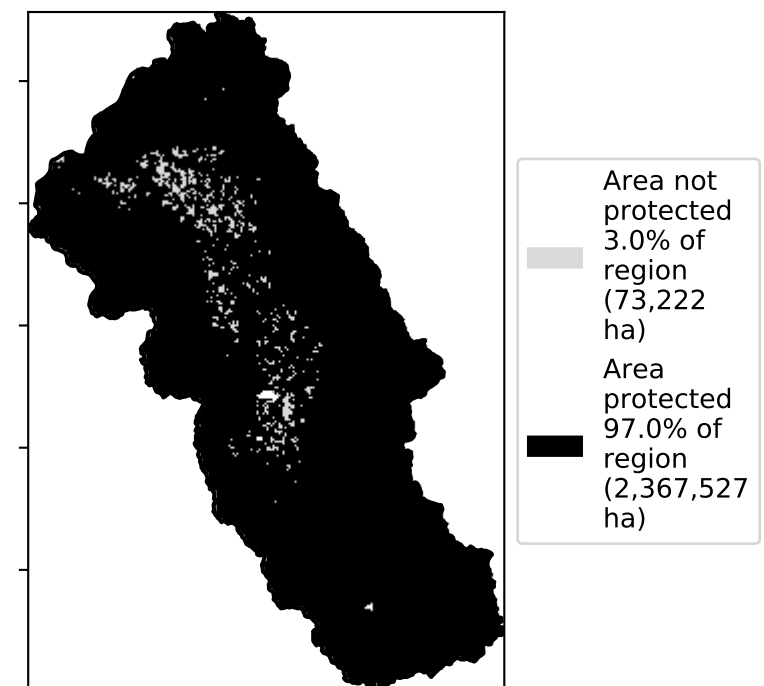 Area not
protected
3.0% of
region
(73,222
ha)
Area
protected
97.0% of
region
(2,367,527
ha)